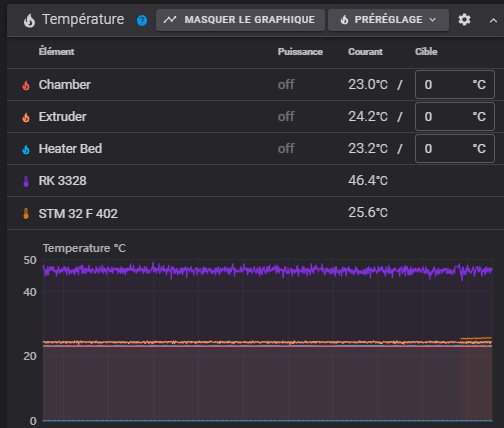 Température ? MASQUER LE GRAPHIQUE PRÉRÉGLAGE
Élément Puissance Courant Cible
Chamber off 23.0°C / 0 °C
Extruder off 24.2°C / 0 °C
Heater Bed off 23.2°C / 0 °C
RK 3328 46.4°C
STM 32 F 402 25.6°C
Temperature °C
50
40
20
0